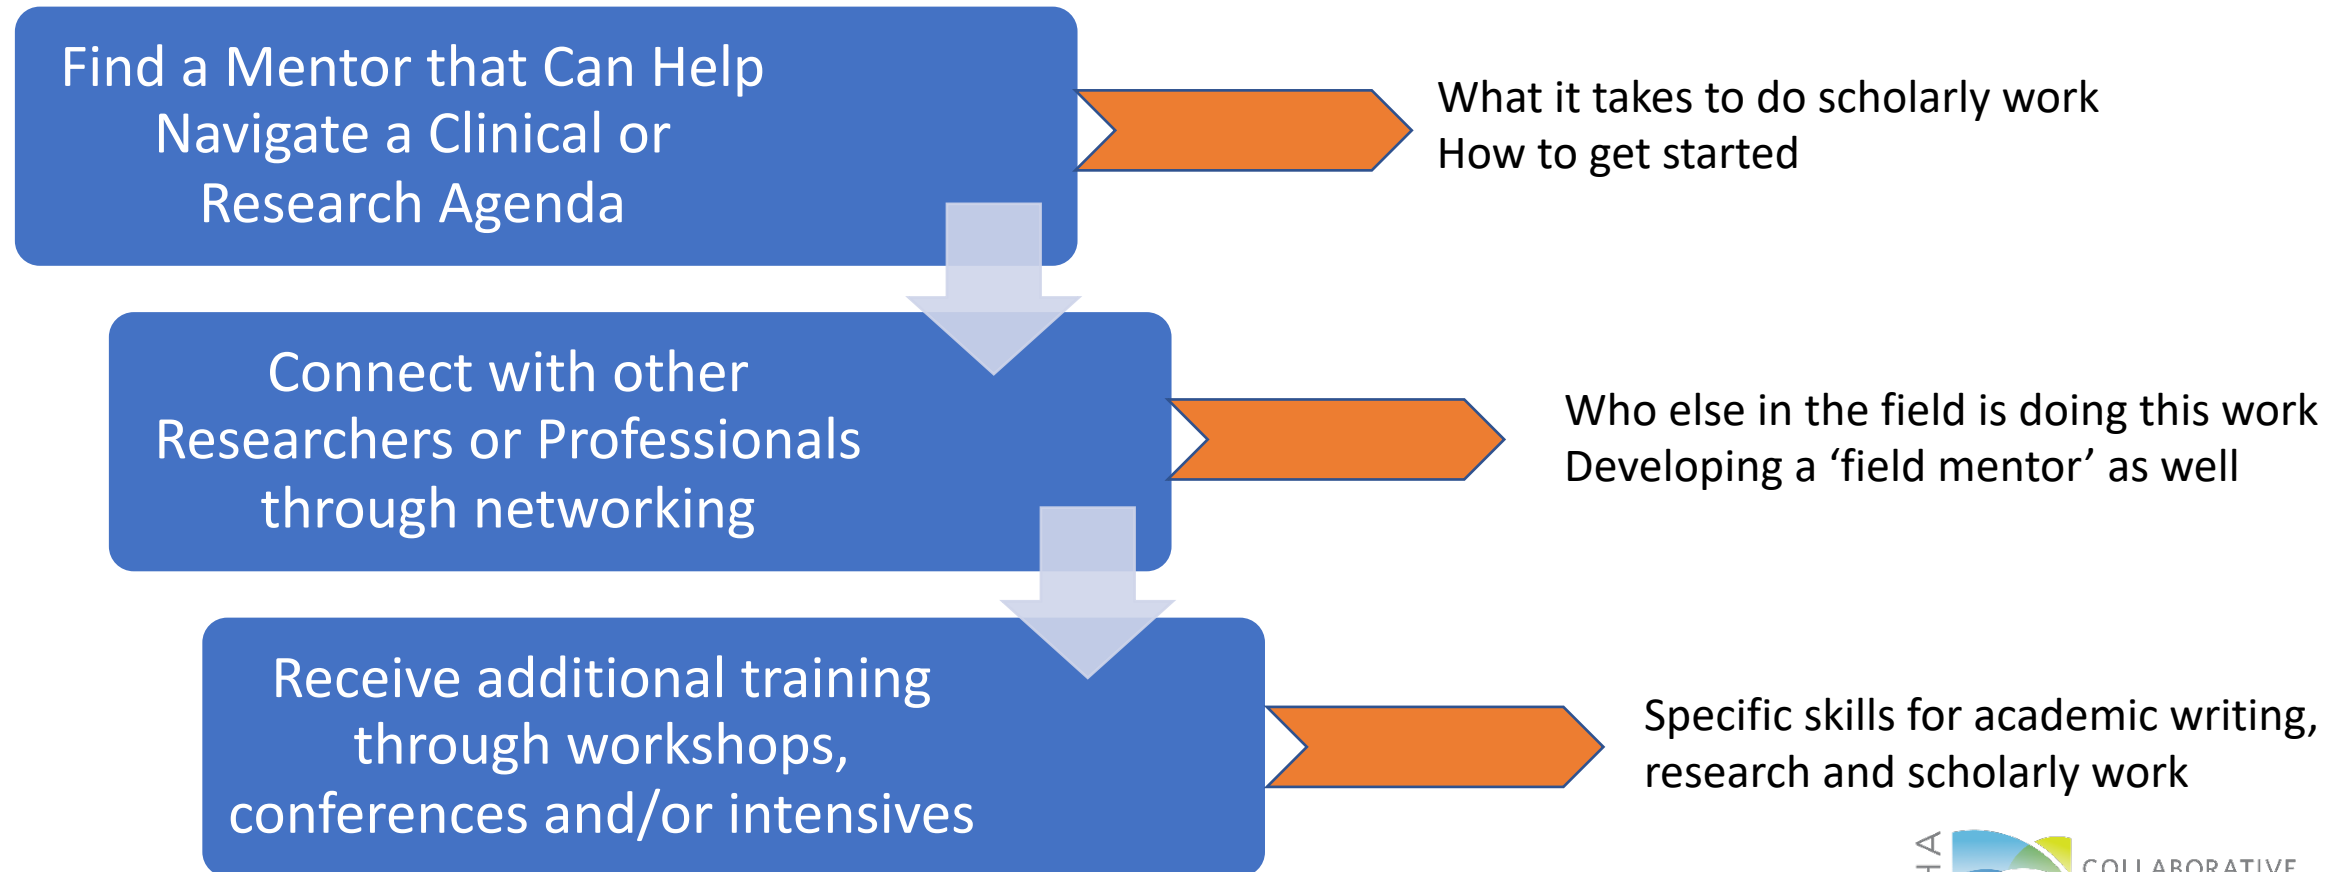 Find a Mentor that Can Help
Navigate a Clinical or
Research Agenda
What it takes to do scholarly work
How to get started
Connect with other
Researchers or Professionals
through networking
Who else in the field is doing this work
Developing a ‘field mentor’ as well
Receive additional training
through workshops,
conferences and/or intensives
Specific skills for academic writing,
research and scholarly work
COLLABORATIVE